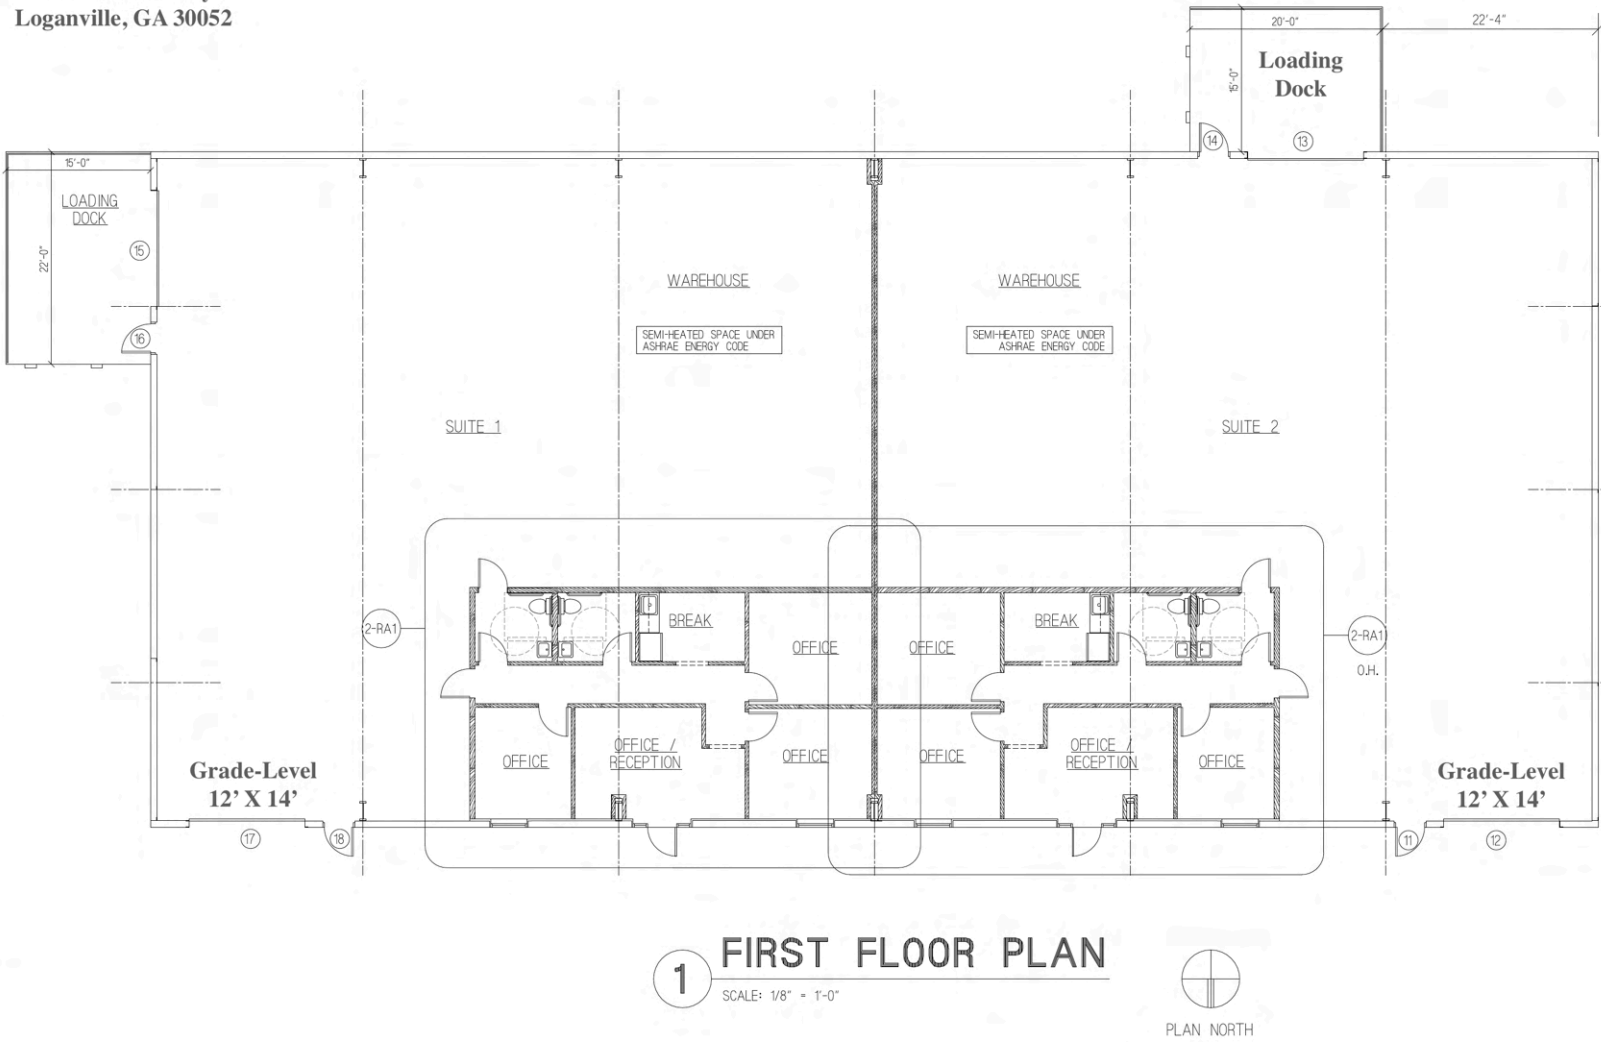 Loganville, GA 30052
20'-0"
22'-4"
Loading
Dock
15'-0"
14
13
15'-0"
LOADING
DOCK
22'-0"
15
16
WAREHOUSE
WAREHOUSE
SEMI-HEATED SPACE UNDER
ASHRAE ENERGY CODE
SEMI-HEATED SPACE UNDER
ASHRAE ENERGY CODE
SUITE 1
SUITE 2
2-RA1
BREAK
OFFICE
OFFICE
BREAK
2-RA1
O.H.
OFFICE
OFFICE /
RECEPTION
OFFICE
OFFICE
OFFICE /
RECEPTION
OFFICE
Grade-Level
12' X 14'
Grade-Level
12' X 14'
17
18
11
12
1
FIRST FLOOR PLAN
SCALE: 1/8" = 1'-0"
PLAN NORTH